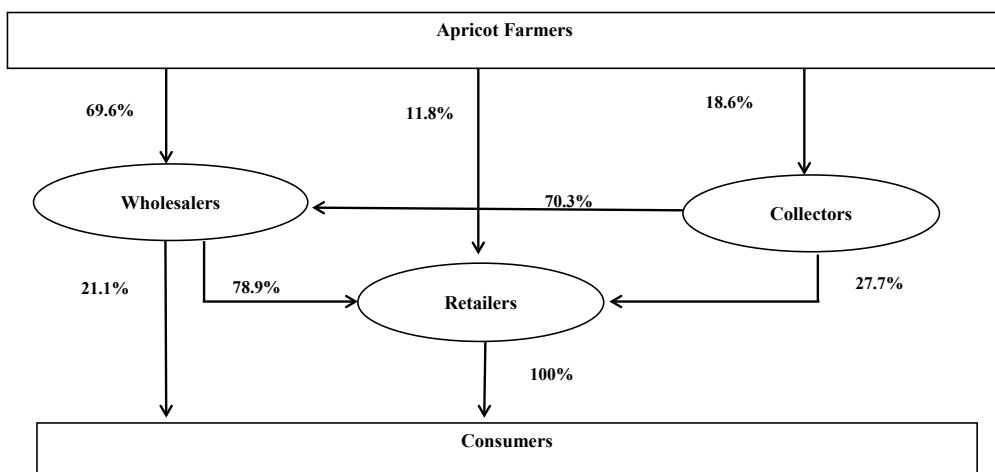 Apricot Farmers
69.6%
11.8%
18.6%
Wholesalers
70.3%
Collectors
21.1%
78.9%
Retailers
27.7%
100%
Consumers